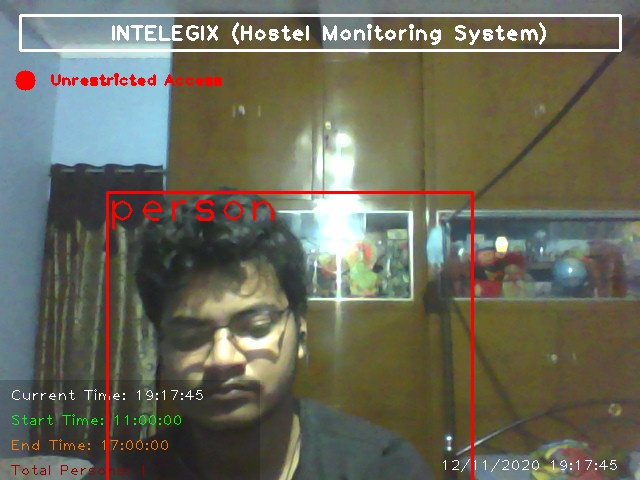 INTELEGIX (Hostel Monitoring System)
Unrestricted Access
person
Current Time: 19:17:45
Start Time: 11:00:00
End Time: 17:00:00
Total Persons: 1
12/11/2020 19:17:45